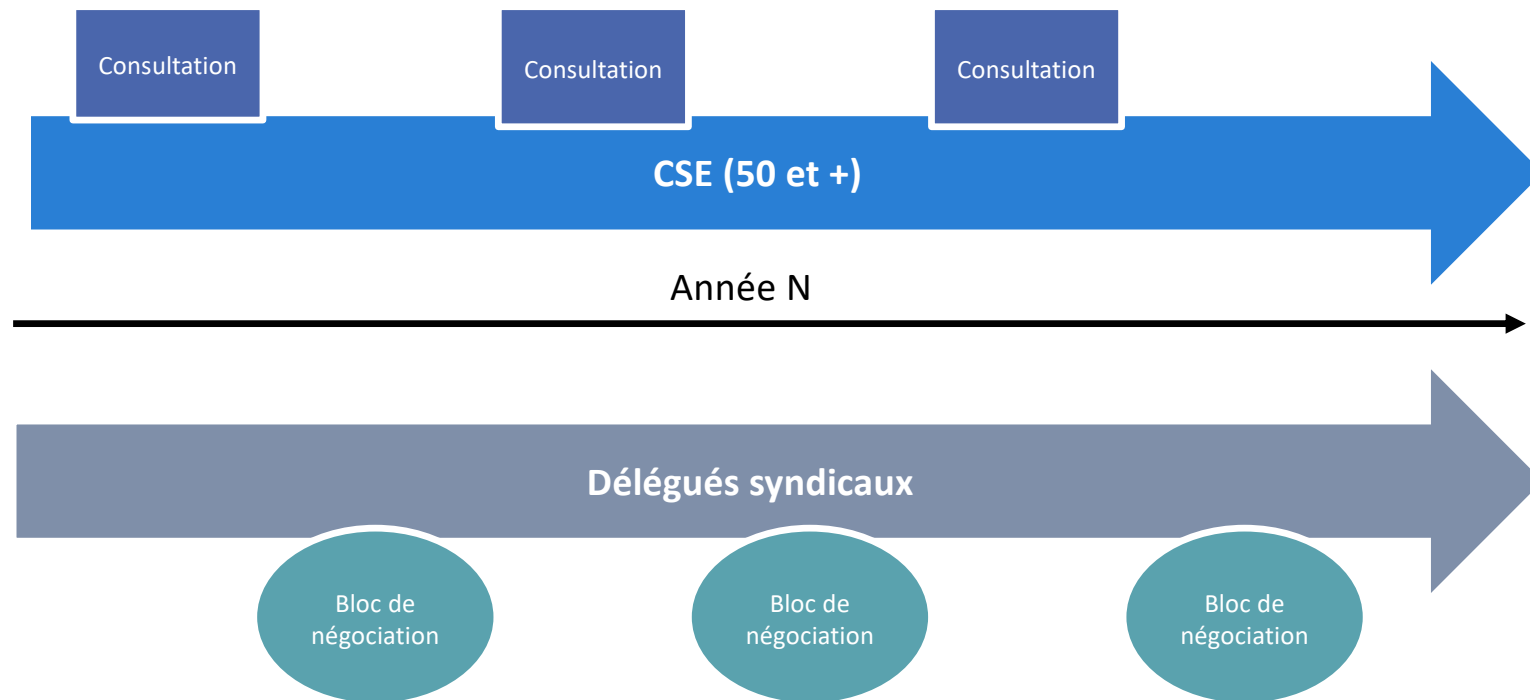 Consultation
Consultation
Consultation
CSE (50 et +)
Année N
Délégués syndicaux
Bloc de
négociation
Bloc de
négociation
Bloc de
négociation